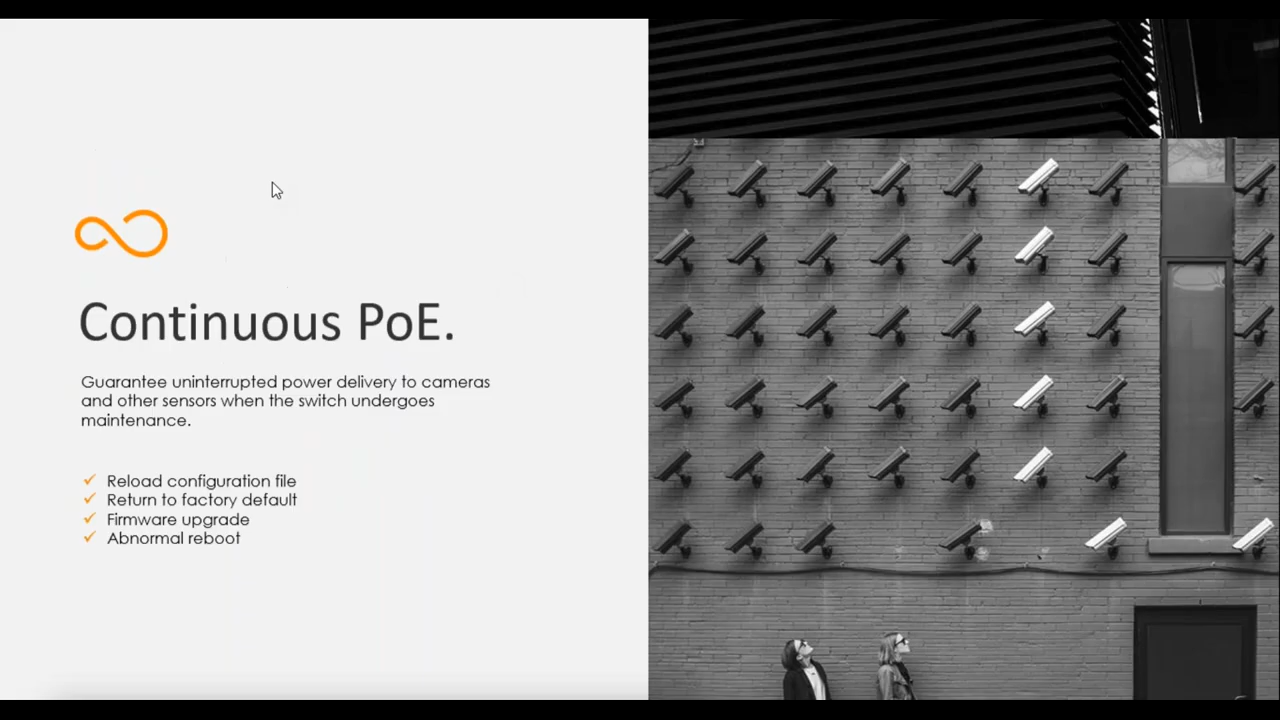 Continuous PoE.
Guarantee uninterrupted power delivery to cameras
and other sensors when the switch undergoes
maintenance.
Reload configuration file
Return to factory default
Firmware upgrade
Abnormal reboot